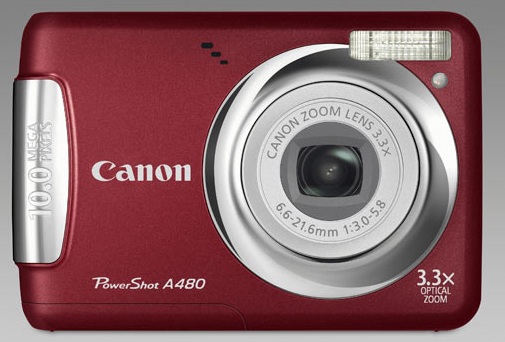 10.0 MEGA
PIXELS
Canon
PowerShot A480
CANON ZOOM LENS 3.3x
6.6-21.6mm 1:3.0-5.8
3.3x
OPTICAL
ZOOM